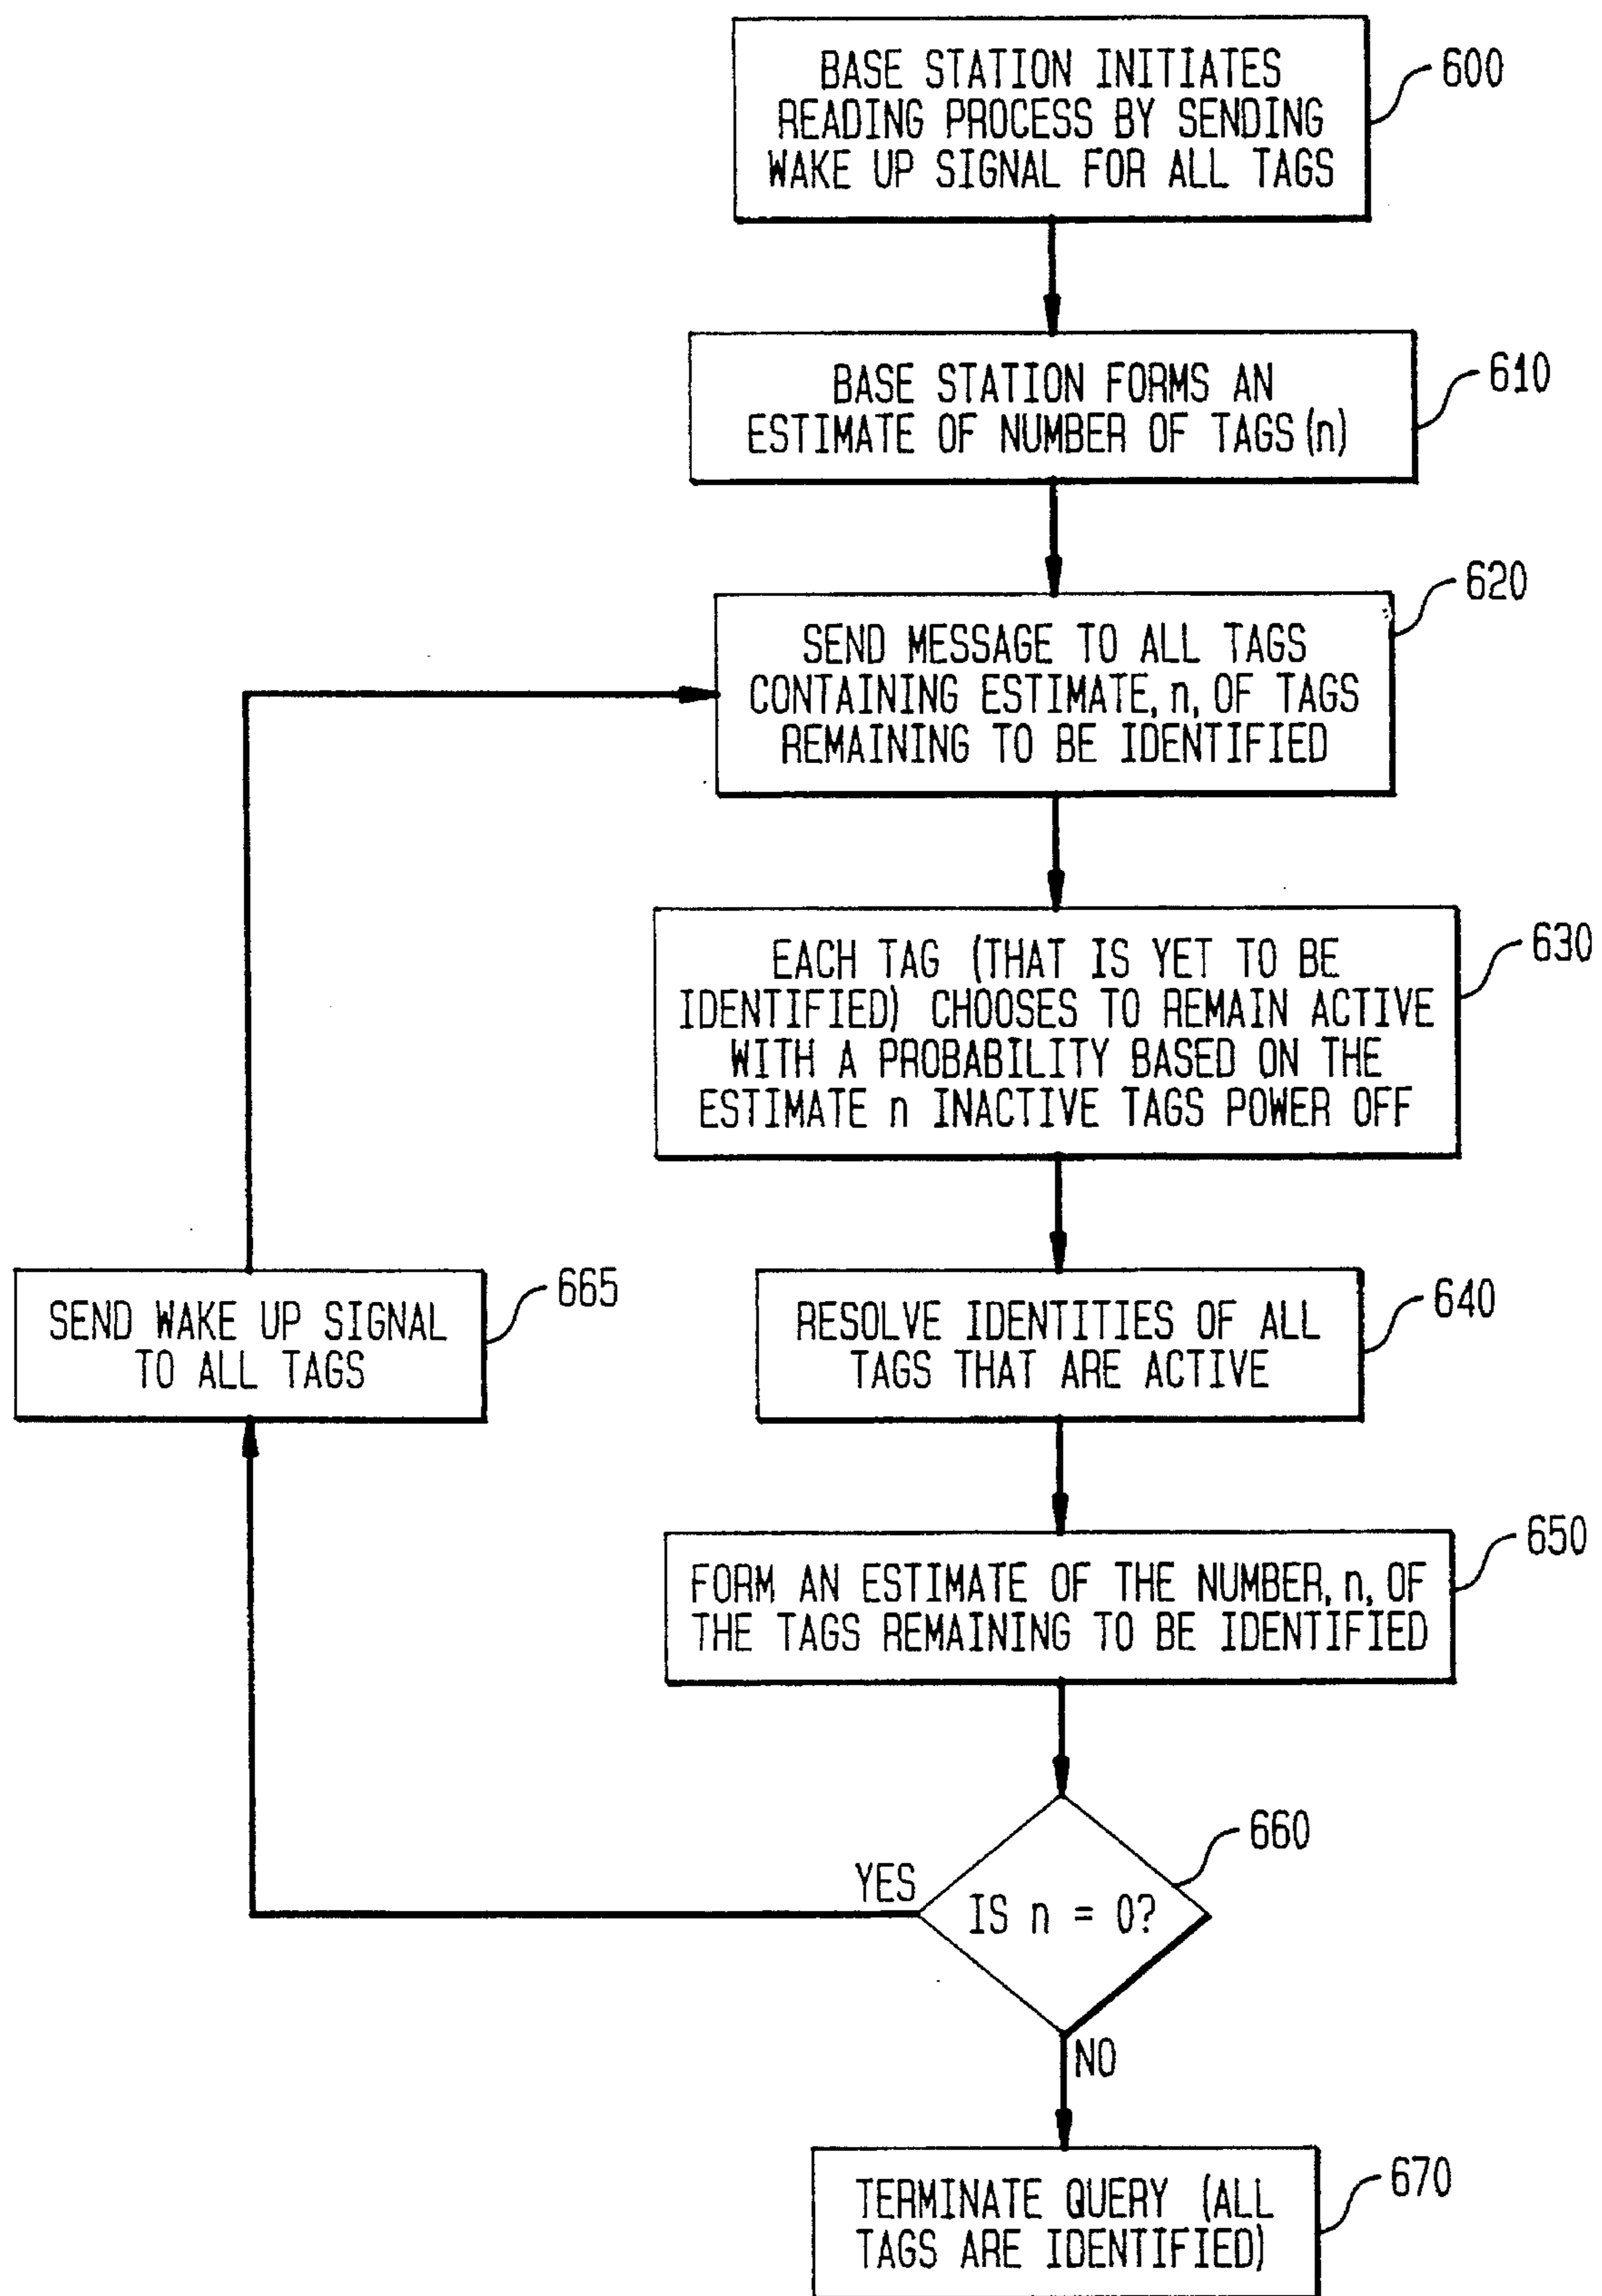 BASE STATION INITIATES
READING PROCESS BY SENDING
WAKE UP SIGNAL FOR ALL TAGS
600
BASE STATION FORMS AN
ESTIMATE OF NUMBER OF TAGS (n)
610
SEND MESSAGE TO ALL TAGS
CONTAINING ESTIMATE, n, OF TAGS
REMAINING TO BE IDENTIFIED
620
EACH TAG (THAT IS YET TO BE
IDENTIFIED) CHOOSES TO REMAIN ACTIVE
WITH A PROBABILITY BASED ON THE
ESTIMATE n INACTIVE TAGS POWER OFF
630
SEND WAKE UP SIGNAL
TO ALL TAGS
665
RESOLVE IDENTITIES OF ALL
TAGS THAT ARE ACTIVE
640
FORM AN ESTIMATE OF THE NUMBER, n, OF
THE TAGS REMAINING TO BE IDENTIFIED
650
YES
IS n = 0?
660
NO
TERMINATE QUERY (ALL
TAGS ARE IDENTIFIED)
670